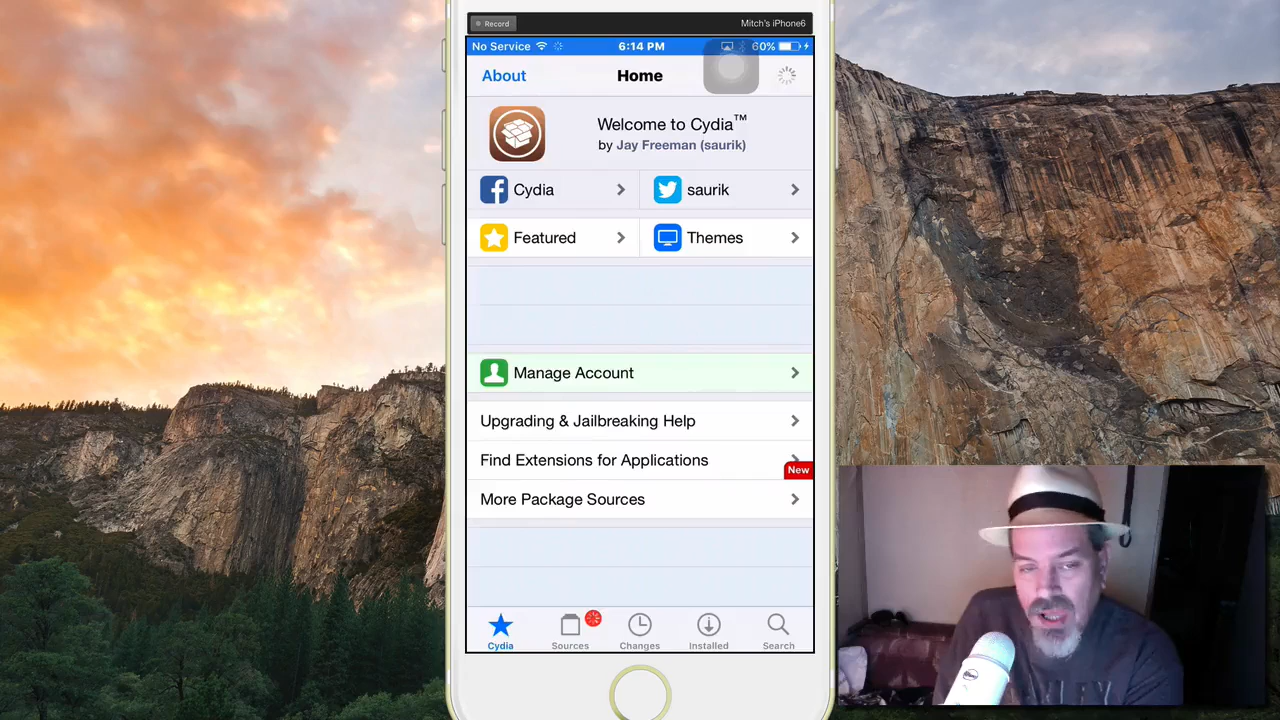 Record
Mitch's iPhone6
No Service
6:14 PM
60%
About
Home
Welcome to Cydia™
by Jay Freeman (saurik)
Cydia
saurik
Featured
Themes
Manage Account
Upgrading & Jailbreaking Help
Find Extensions for Applications
New
More Package Sources
Cydia
Sources
Changes
Installed
Search